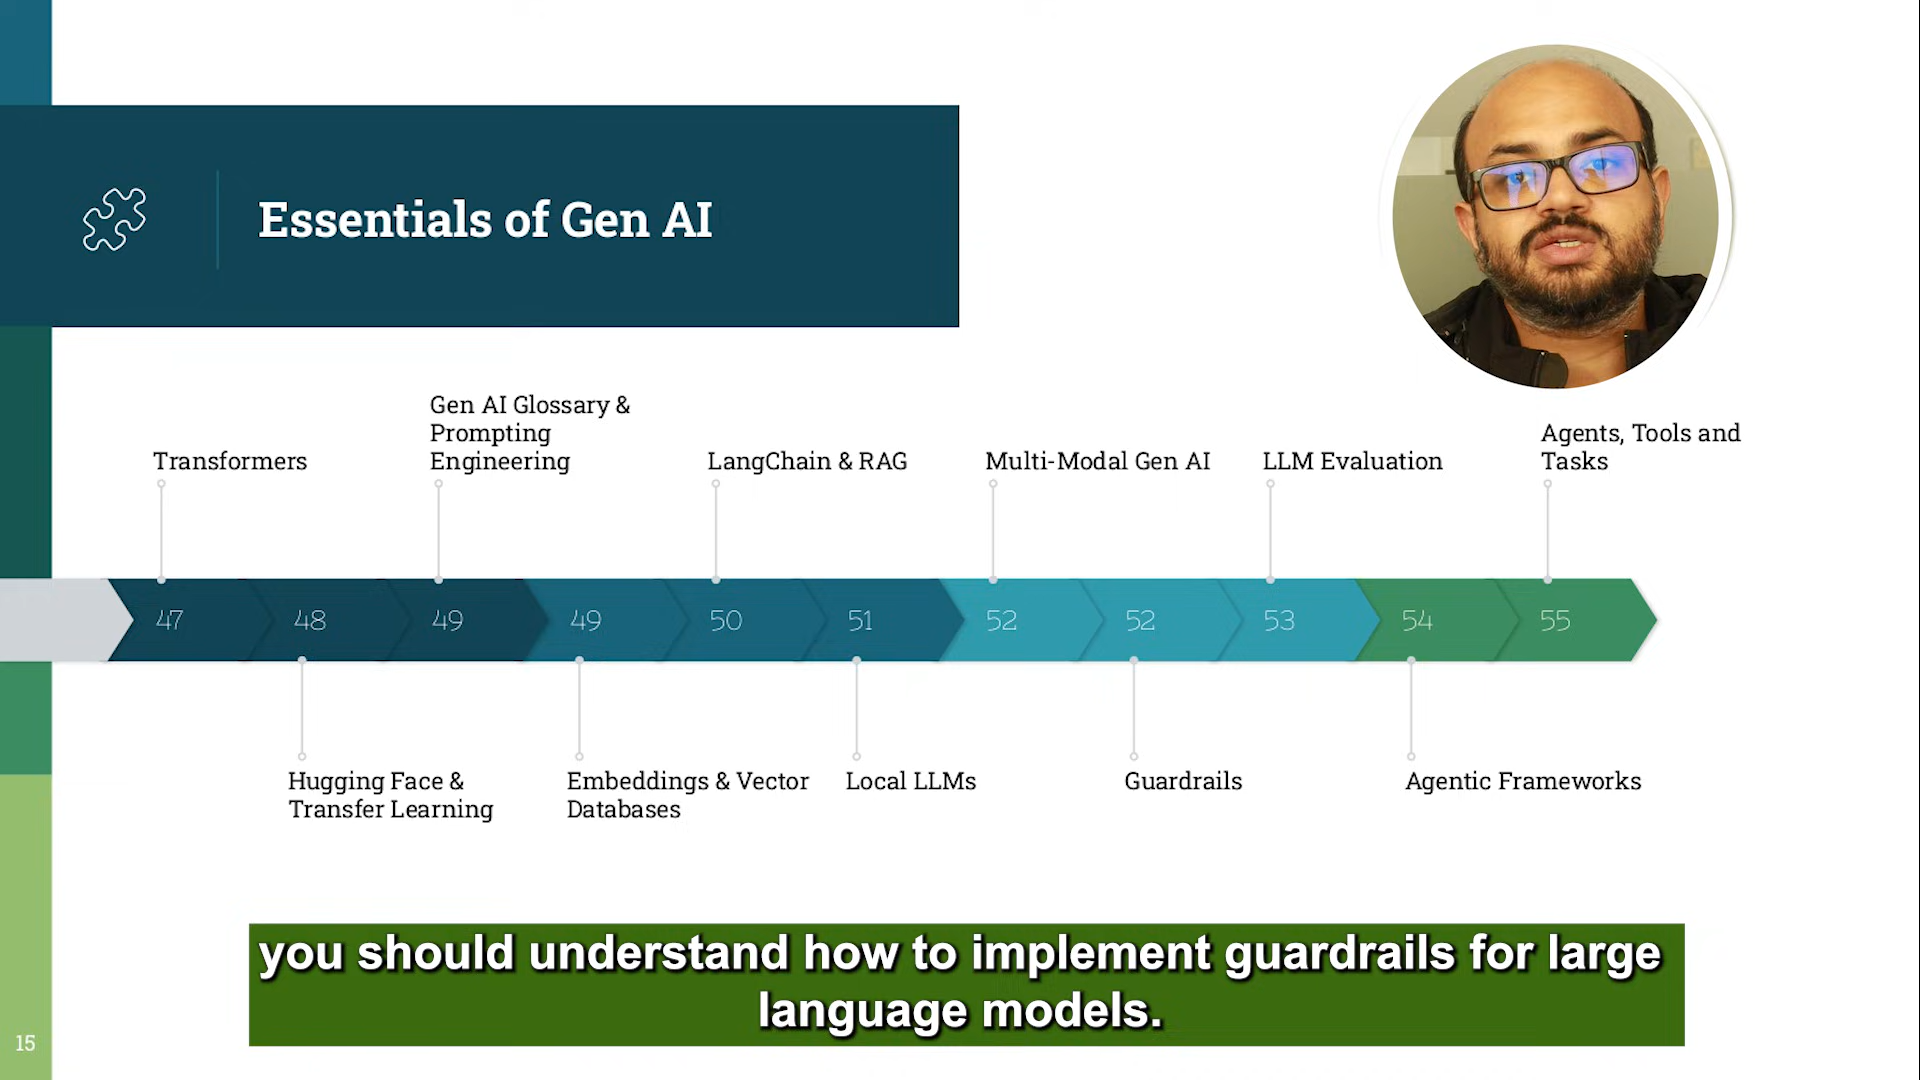 Essentials of Gen AI
Gen AI Glossary &
Prompting
Engineering
Transformers
LangChain & RAG
Multi-Modal Gen AI
LLM Evaluation
Agents, Tools and
Tasks
47 48 49 49 50 51 52 52 53 54 55
Hugging Face &
Transfer Learning
Embeddings & Vector
Databases
Local LLMs
Guardrails
Agentic Frameworks
you should understand how to implement guardrails for large
language models.
15